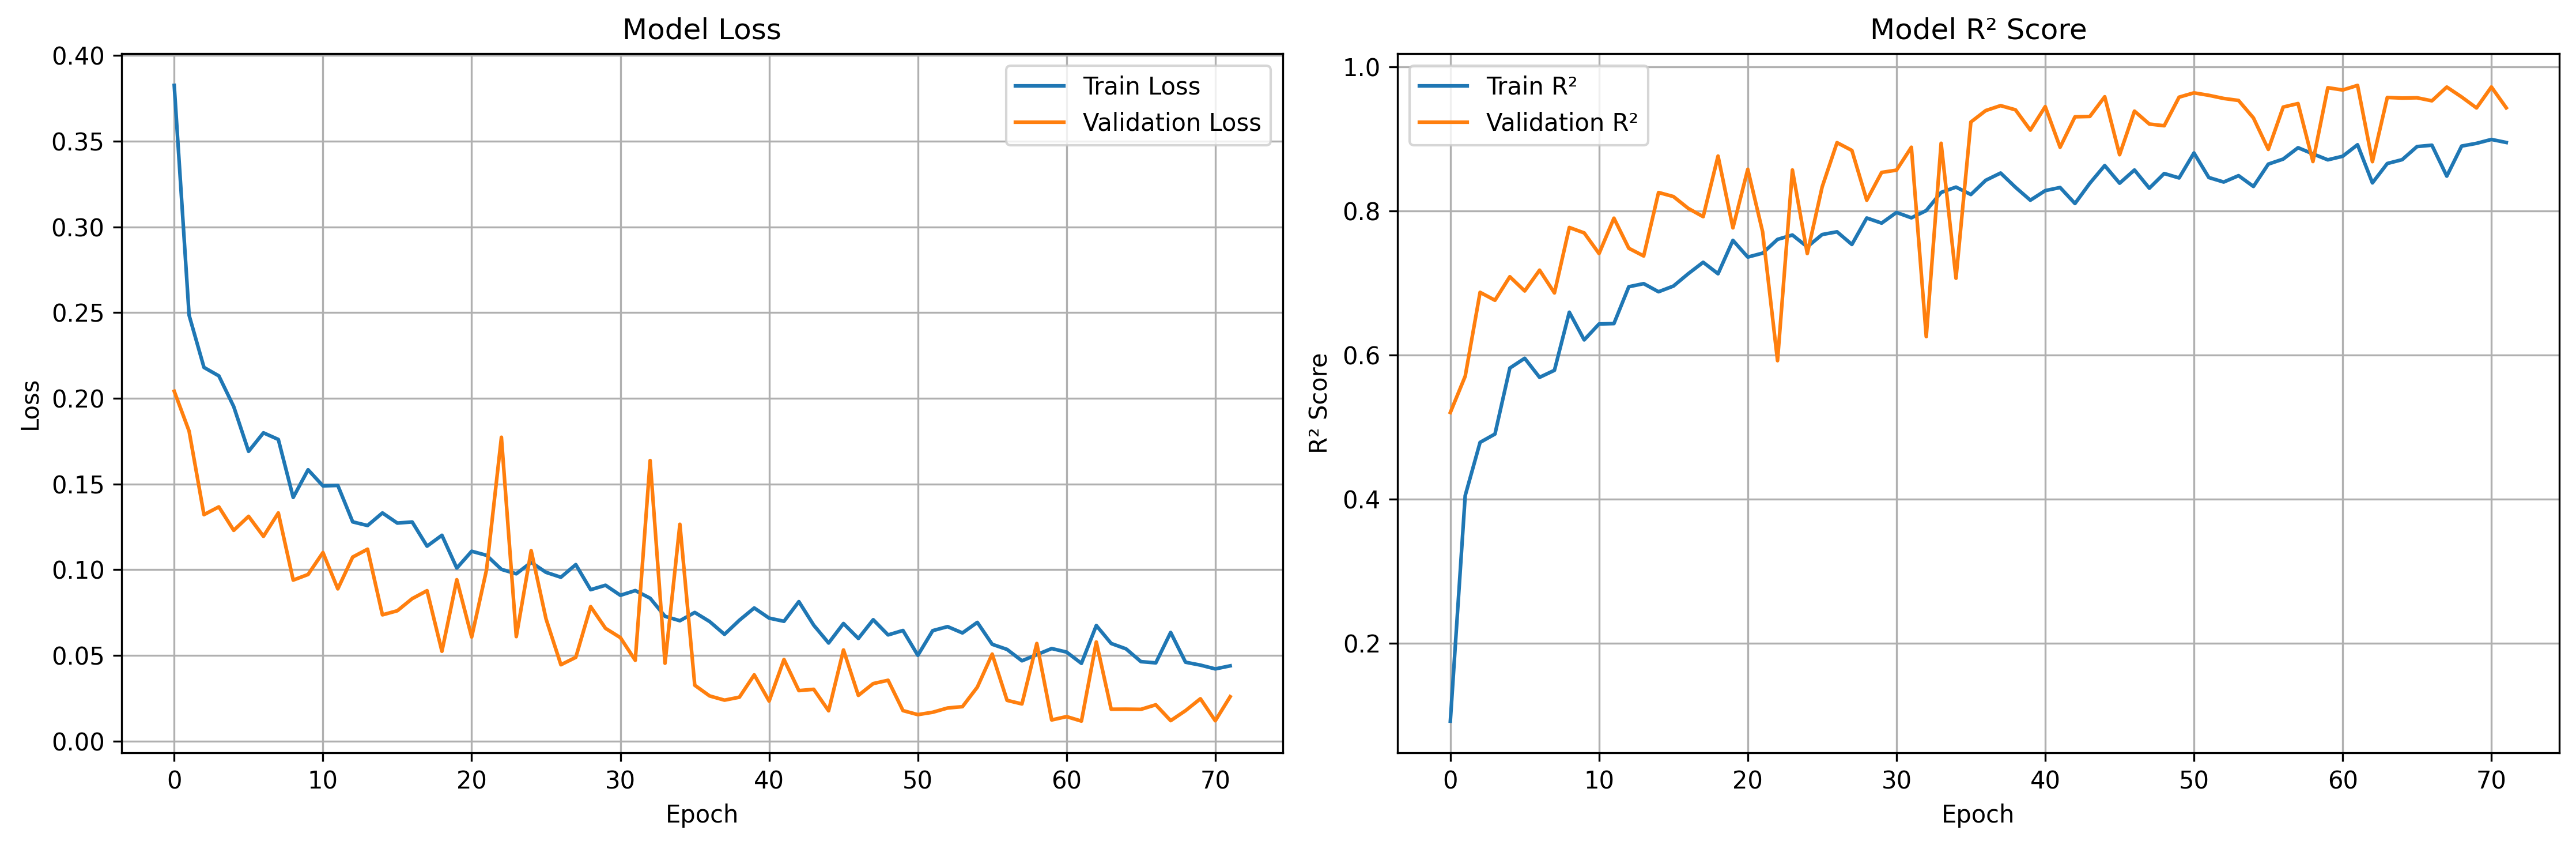 Model Loss
0.40
0.35
0.30
0.25
0.20
0.15
0.10
0.05
0.00
Loss
Train Loss
Validation Loss
0 10 20 30 40 50 60 70
Epoch
Model R² Score
1.0
0.8
0.6
0.4
0.2
R² Score
Train R²
Validation R²
0 10 20 30 40 50 60 70
Epoch